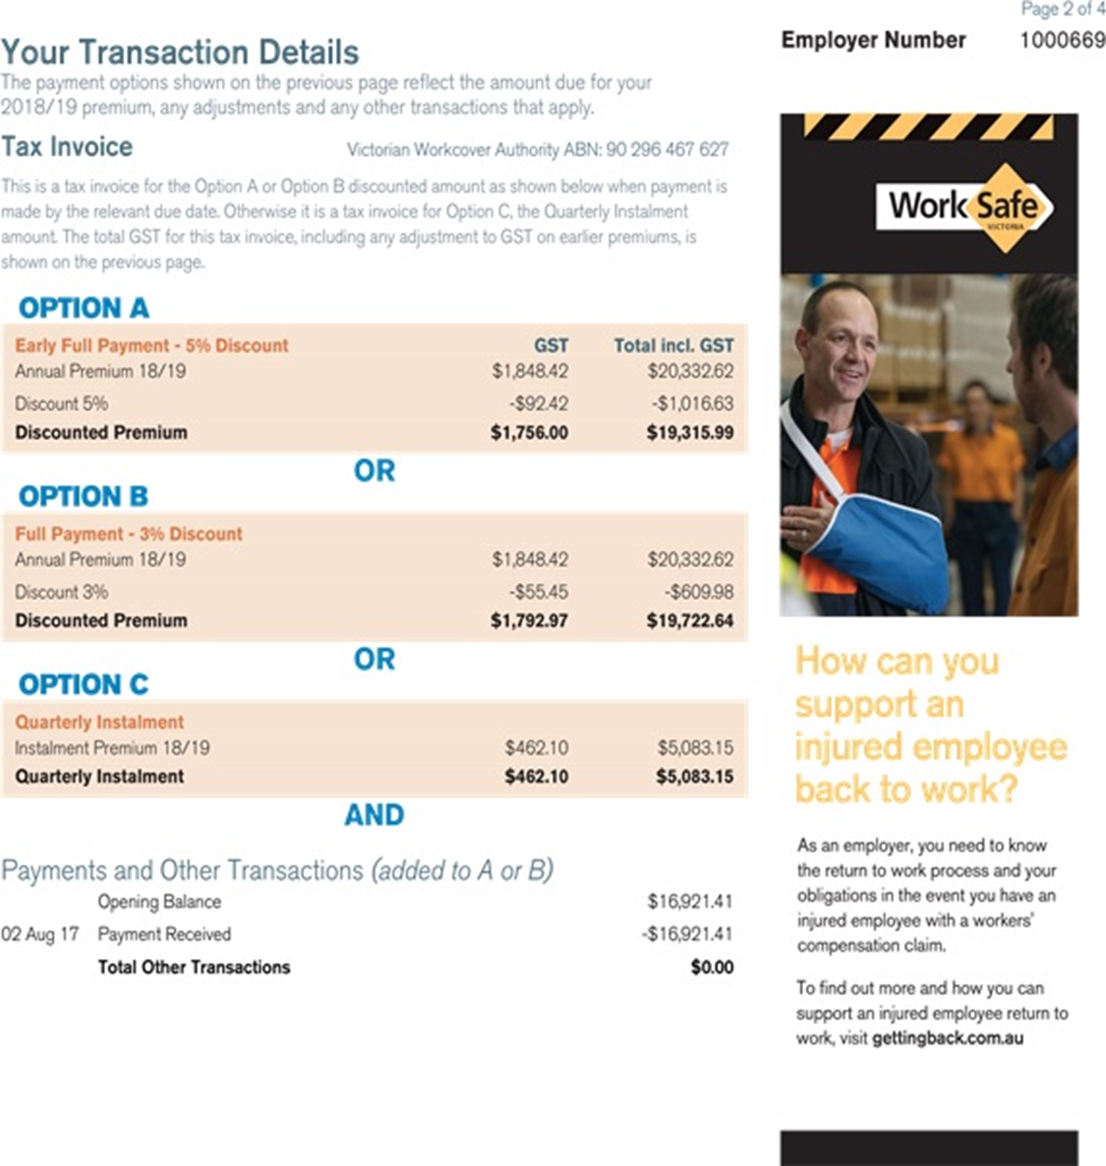 Page 2 of 4
Employer Number 1000669
Your Transaction Details
The payment options shown on the previous page reflect the amount due for your
2018/19 premium, any adjustments and any other transactions that apply.
Tax Invoice Victorian Workcover Authority ABN: 90 296 467 627
This is a tax invoice for the Option A or Option B discounted amount as shown below when payment is
made by the relevant due date. Otherwise it is a tax invoice for Option C, the Quarterly Instalment
amount. The total GST for this tax invoice, including any adjustment to GST on earlier premiums, is
shown on the previous page.
OPTION A
Early Full Payment - 5% Discount GST Total incl. GST
Annual Premium 18/19 $1,848.42 $20,332.62
Discount 5% -$92.42 -$1,016.63
Discounted Premium $1,756.00 $19,315.99
OR
OPTION B
Full Payment - 3% Discount
Annual Premium 18/19 $1,848.42 $20,332.62
Discount 3% -$55.45 -$609.98
Discounted Premium $1,792.97 $19,722.64
OR
OPTION C
Quarterly Instalment
Instalment Premium 18/19 $462.10 $5,083.15
Quarterly Instalment $462.10 $5,083.15
AND
Payments and Other Transactions (added to A or B)
Opening Balance $16,921.41
02 Aug 17 Payment Received -$16,921.41
Total Other Transactions $0.00
WorkSafe
VICTORIA
How can you
support an
injured employee
back to work?
As an employer, you need to know
the return to work process and your
obligations in the event you have an
injured employee with a workers'
compensation claim.
To find out more and how you can
support an injured employee return to
work, visit gettingback.com.au